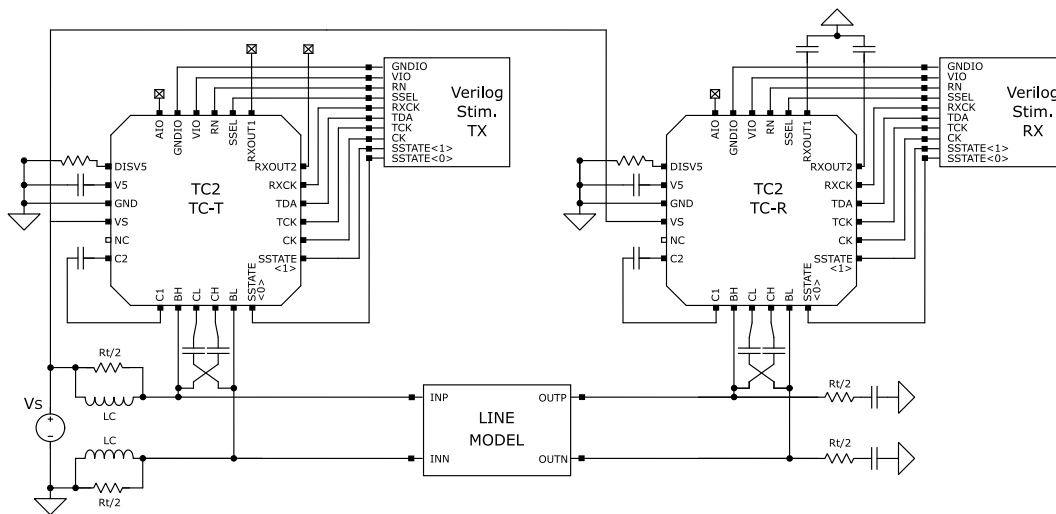 GNDIO
VIO
RN
SSEL
RXCK
TDA
TCK
CK
SSTATE<1>
SSTATE<0>
Verilog
Stim.
TX
AIO
GNDIO
VIO
RN
SSEL
RXOUT1
DISV5
V5
GND
VS
NC
C2
TC2
TC-T
RXOUT2
RXCK
TDA
TCK
CK
SSTATE
<1>
C1
BH
CL
CH
BL
SSTATE
<0>
GNDIO
VIO
RN
SSEL
RXCK
TDA
TCK
CK
SSTATE<1>
SSTATE<0>
Verilog
Stim.
RX
AIO
GNDIO
VIO
RN
SSEL
RXOUT1
DISV5
V5
GND
VS
NC
C2
TC2
TC-R
RXOUT2
RXCK
TDA
TCK
CK
SSTATE
<1>
C1
BH
CL
CH
BL
SSTATE
<0>
Rt/2
LC
Vs
LC
Rt/2
INP
INN
LINE
MODEL
OUTP
OUTN
Rt/2
Rt/2